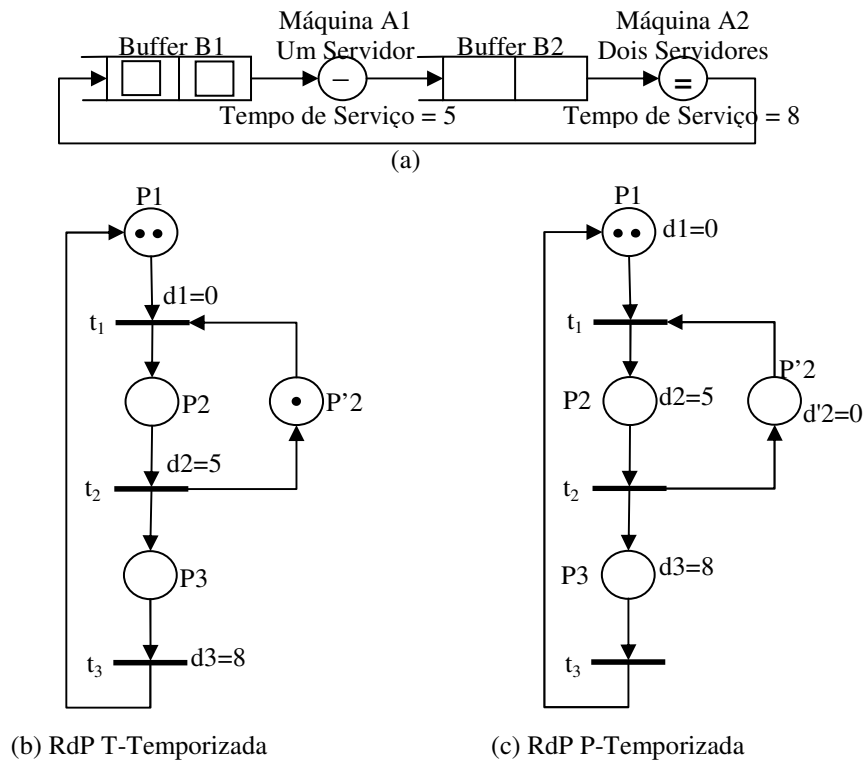 Máquina A1
Máquina A2
Buffer B1
Um Servidor
Buffer B2
Dois Servidores
Tempo de Serviço = 5
Tempo de Serviço = 8
(a)
P1
d1=0
t1
P2
P'2
d2=5
t2
P3
t3
d3=8
(b) RdP T-Temporizada
P1
d1=0
t1
P'2
P2
d2=5
d'2=0
t2
P3
d3=8
t3
(c) RdP P-Temporizada